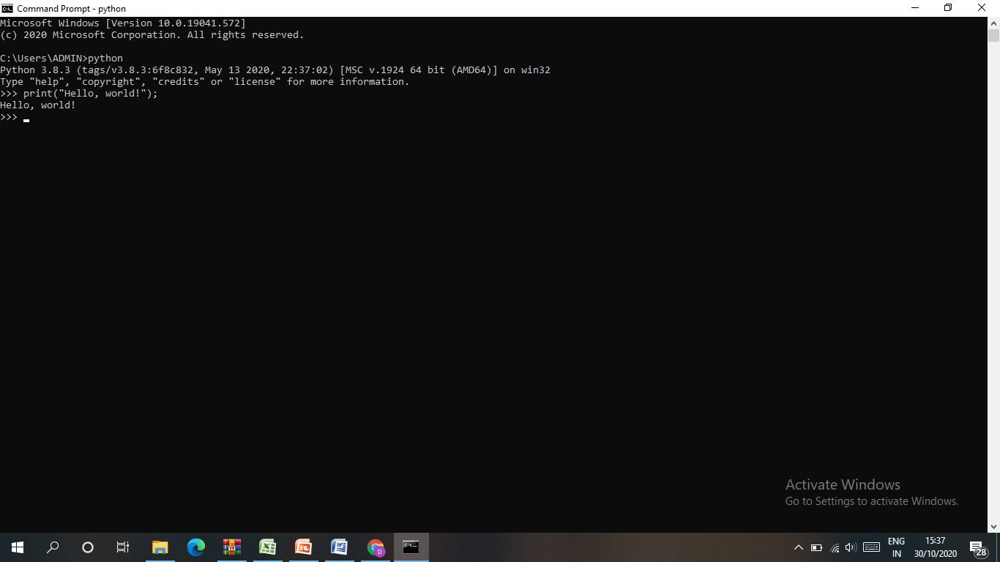 Command Prompt - python
Microsoft Windows [Version 10.0.19041.572]
(c) 2020 Microsoft Corporation. All rights reserved.
C:\Users\ADMIN>python
Python 3.8.3 (tags/v3.8.3:6f8c832, May 13 2020, 22:37:02) [MSC v.1924 64 bit (AMD64)] on win32
Type "help", "copyright", "credits" or "license" for more information.
>>> print("Hello, world!");
Hello, world!
>>>
Activate Windows
Go to Settings to activate Windows.
ENG
IN
15:37
30/10/2020
28